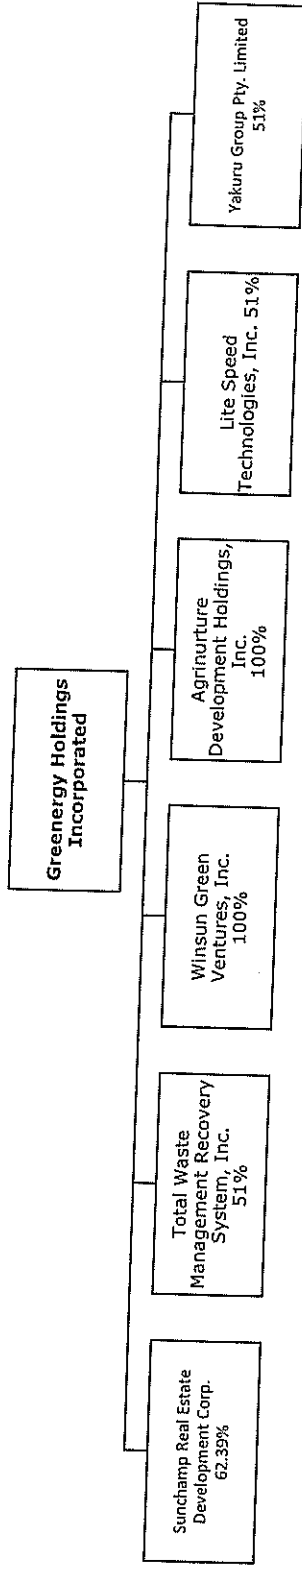 Greenergy Holdings
Incorporated
Sunchamp Real Estate
Development Corp.
62.39%
Total Waste
Management Recovery
System, Inc.
51%
Winsun Green
Ventures, Inc.
100%
Agrinurture
Development Holdings,
Inc.
100%
Lite Speed
Technologies, Inc. 51%
Yakuru Group Pty. Limited
51%